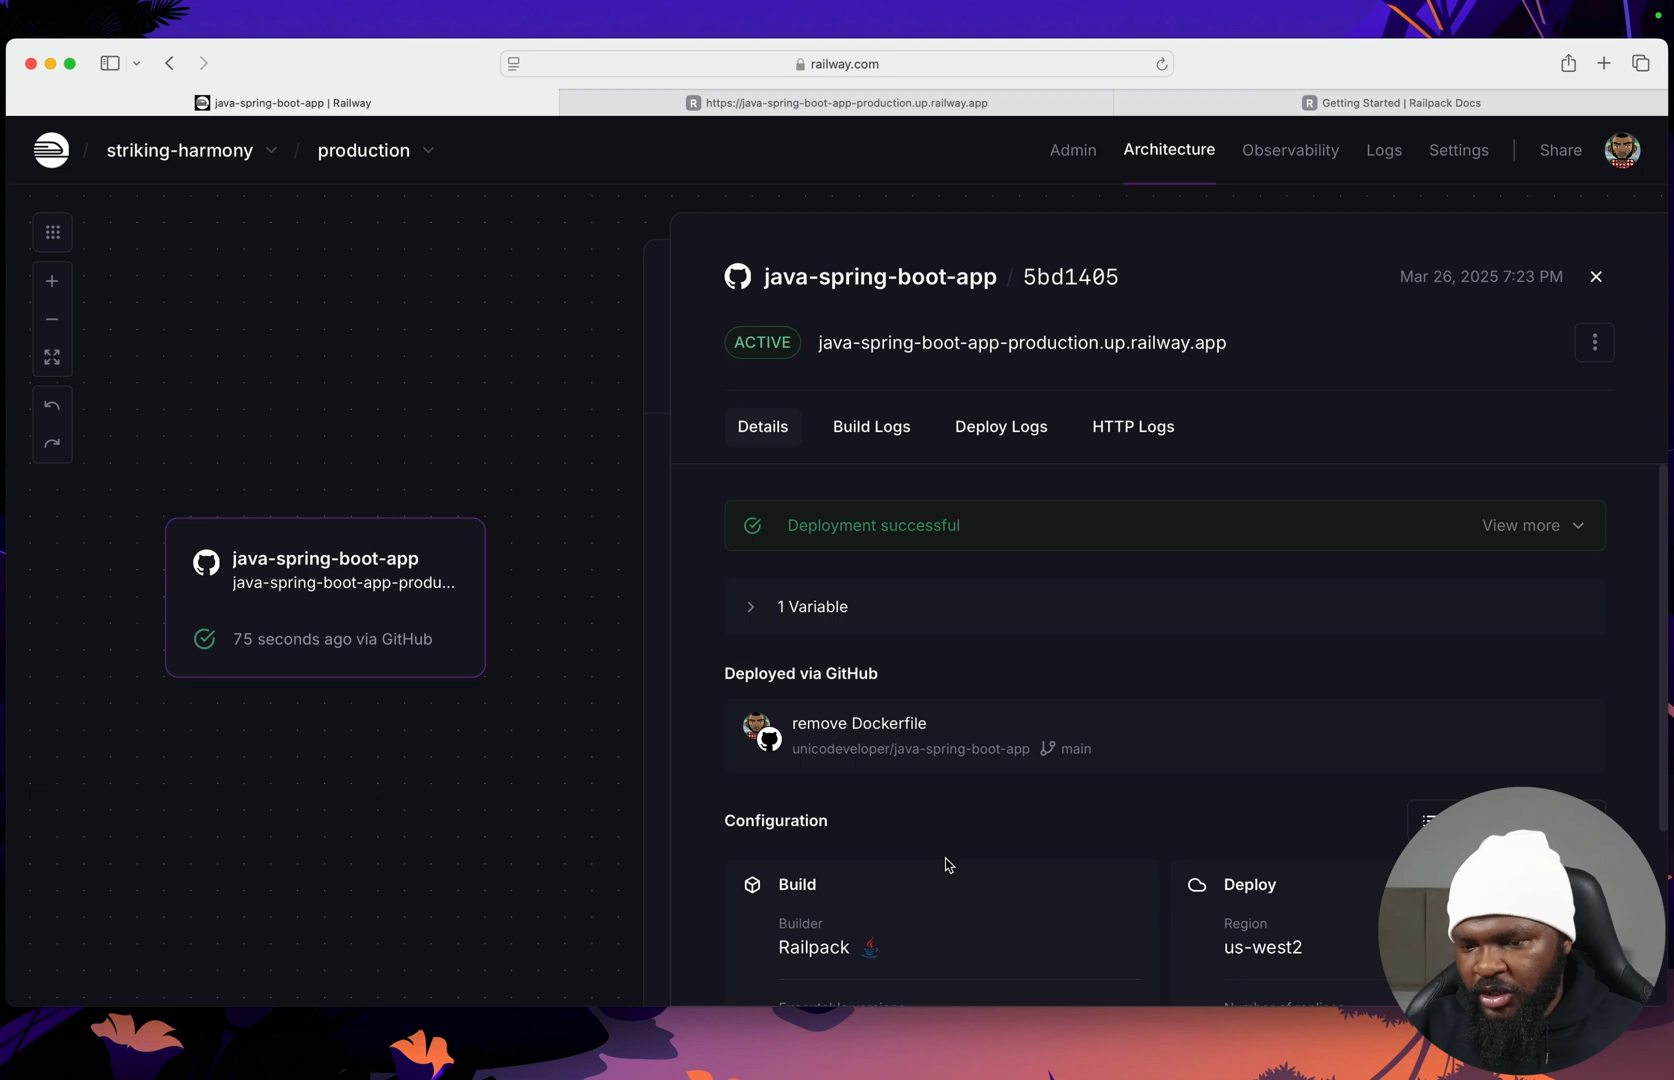 railway.com
java-spring-boot-app | Railway
R https://java-spring-boot-app-production.up.railway.app
R Getting Started | Railpack Docs
/ striking-harmony / production
Admin Architecture Observability Logs Settings | Share
java-spring-boot-app / 5bd1405
Mar 26, 2025 7:23 PM
ACTIVE java-spring-boot-app-production.up.railway.app
Details Build Logs Deploy Logs HTTP Logs
Deployment successful View more
java-spring-boot-app
java-spring-boot-app-produ...
75 seconds ago via GitHub
1 Variable
Deployed via GitHub
remove Dockerfile
unicodeveloper/java-spring-boot-app main
Configuration
Build
Builder
Railpack
Deploy
Region
us-west2